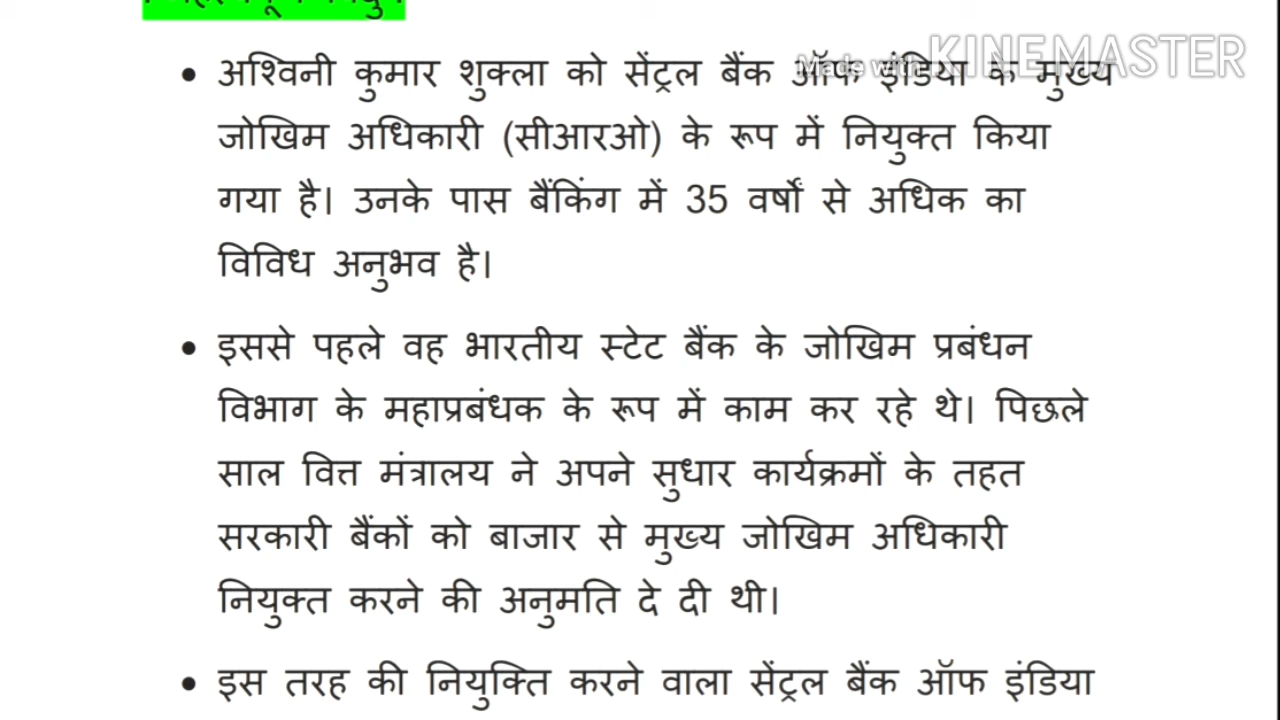 अश्विनी कुमार शुक्ला को सेंट्रल बैंक ऑफ इंडिया के मुख्य
Made with KINEMASTER
जोखिम अधिकारी (सीआरओ) के रूप में नियुक्त किया
गया है। उनके पास बैंकिंग में 35 वर्षों से अधिक का
विविध अनुभव है।
इससे पहले वह भारतीय स्टेट बैंक के जोखिम प्रबंधन
विभाग के महाप्रबंधक के रूप में काम कर रहे थे। पिछले
साल वित्त मंत्रालय ने अपने सुधार कार्यक्रमों के तहत
सरकारी बैंकों को बाजार से मुख्य जोखिम अधिकारी
नियुक्त करने की अनुमति दे दी थी।
इस तरह की नियुक्ति करने वाला सेंट्रल बैंक ऑफ इंडिया